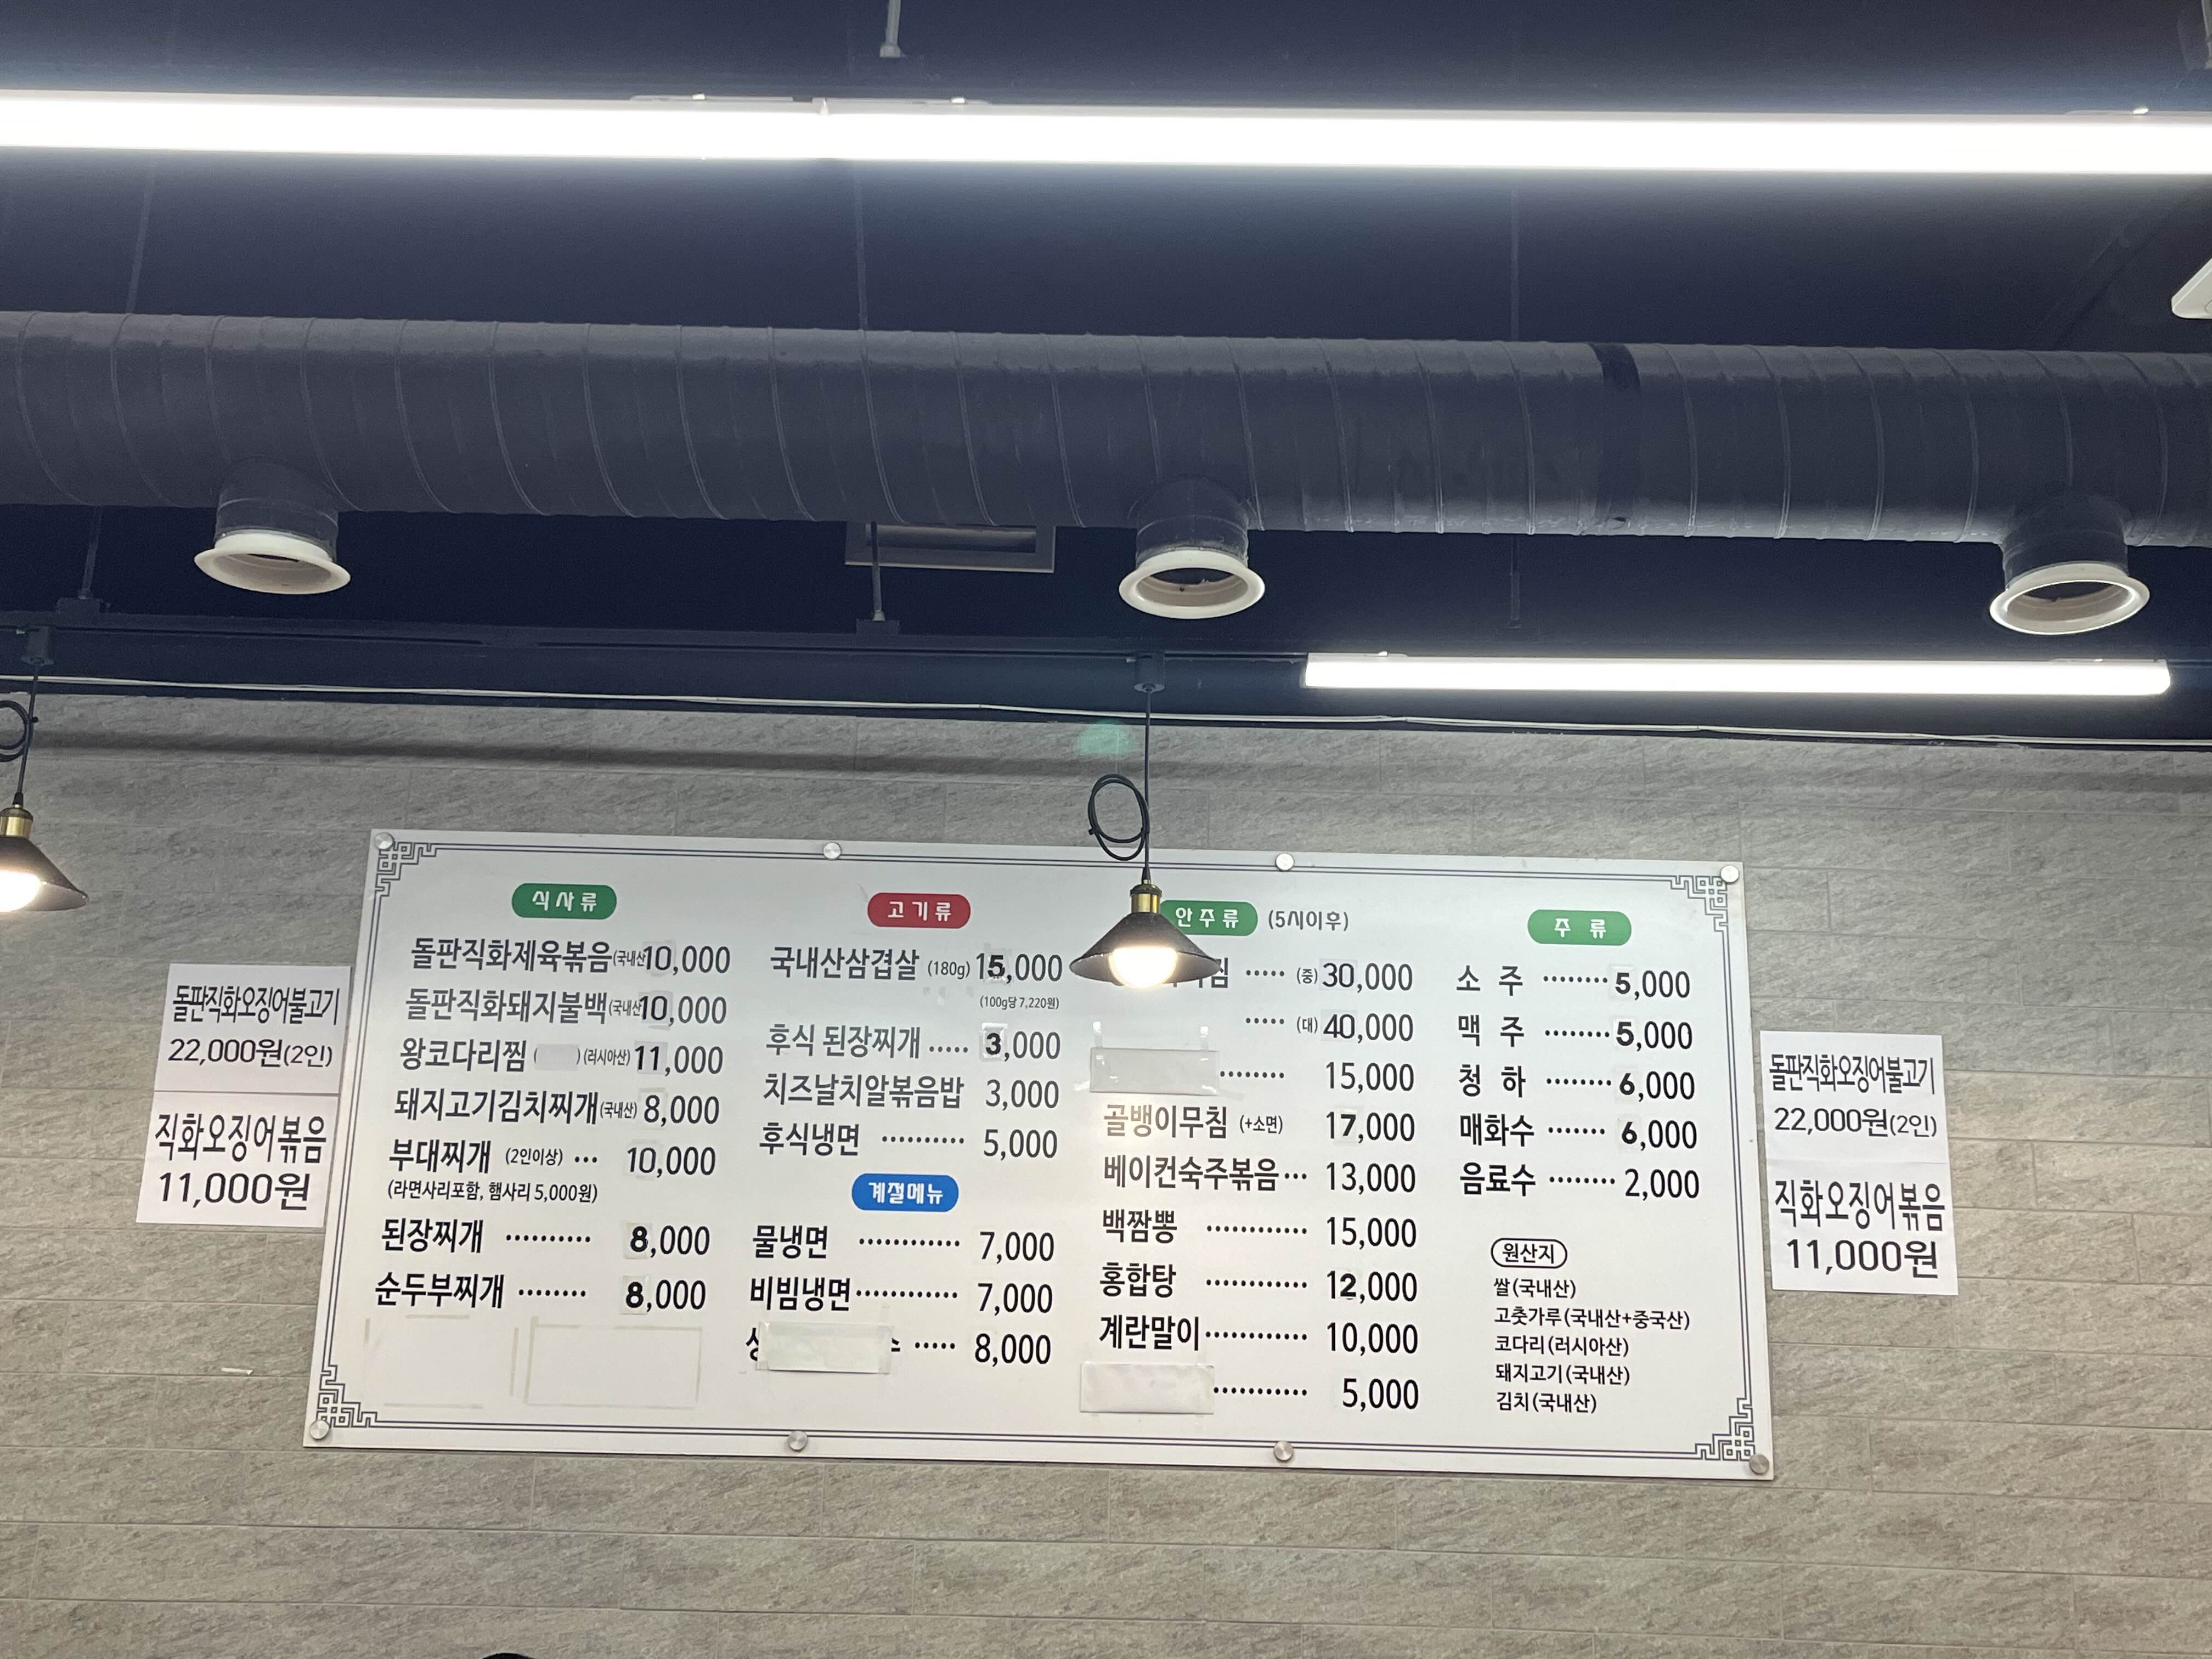 식사류
돌판직화제육볶음(국내산 10,000
돌판직화돼지불백(국내산 10,000
왕코다리찜 ( ) (러시아산) 11,000
돼지고기김치찌개(국내산) 8,000
부대찌개 (2인이상) ··· 10,000
(라면사리포함, 햄사리 5,000원)
된장찌개 ·········· 8,000
순두부찌개 ········ 8,000
고기류
국내산삼겹살 (180g) 15,000
(100g당 7,220원)
후식 된장찌개 ····· 3,000
치즈날치알볶음밥 3,000
후식냉면 ·········· 5,000
계절메뉴
물냉면 ············ 7,000
비빔냉면············ 7,000
····· 8,000
안주류 (5시이후)
····· (중) 30,000
····· (대) 40,000
········ 15,000
골뱅이무침 (+소면) 17,000
베이컨숙주볶음··· 13,000
백짬뽕 ············ 15,000
홍합탕 ············ 12,000
계란말이············ 10,000
··········· 5,000
주 류
소 주 ········ 5,000
맥 주 ········ 5,000
청 하 ········ 6,000
매화수 ······· 6,000
음료수 ········ 2,000
원산지
쌀(국내산)
고춧가루(국내산+중국산)
코다리(러시아산)
돼지고기(국내산)
김치(국내산)
돌판직화오징어불고기
22,000원(2인)
직화오징어볶음
11,000원
돌판직화오징어불고기
22,000원(2인)
직화오징어볶음
11,000원